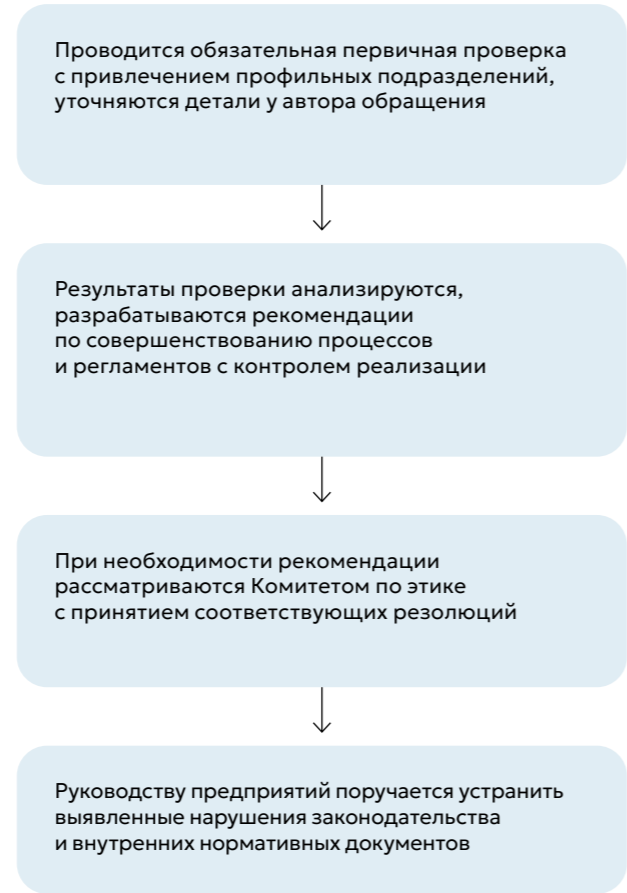 Проводится обязательная первичная проверка
с привлечением профильных подразделений,
уточняются детали у автора обращения
Результаты проверки анализируются,
разрабатываются рекомендации
по совершенствованию процессов
и регламентов с контролем реализации
При необходимости рекомендации
рассматриваются Комитетом по этике
с принятием соответствующих резолюций
Руководству предприятий поручается устранить
выявленные нарушения законодательства
и внутренних нормативных документов